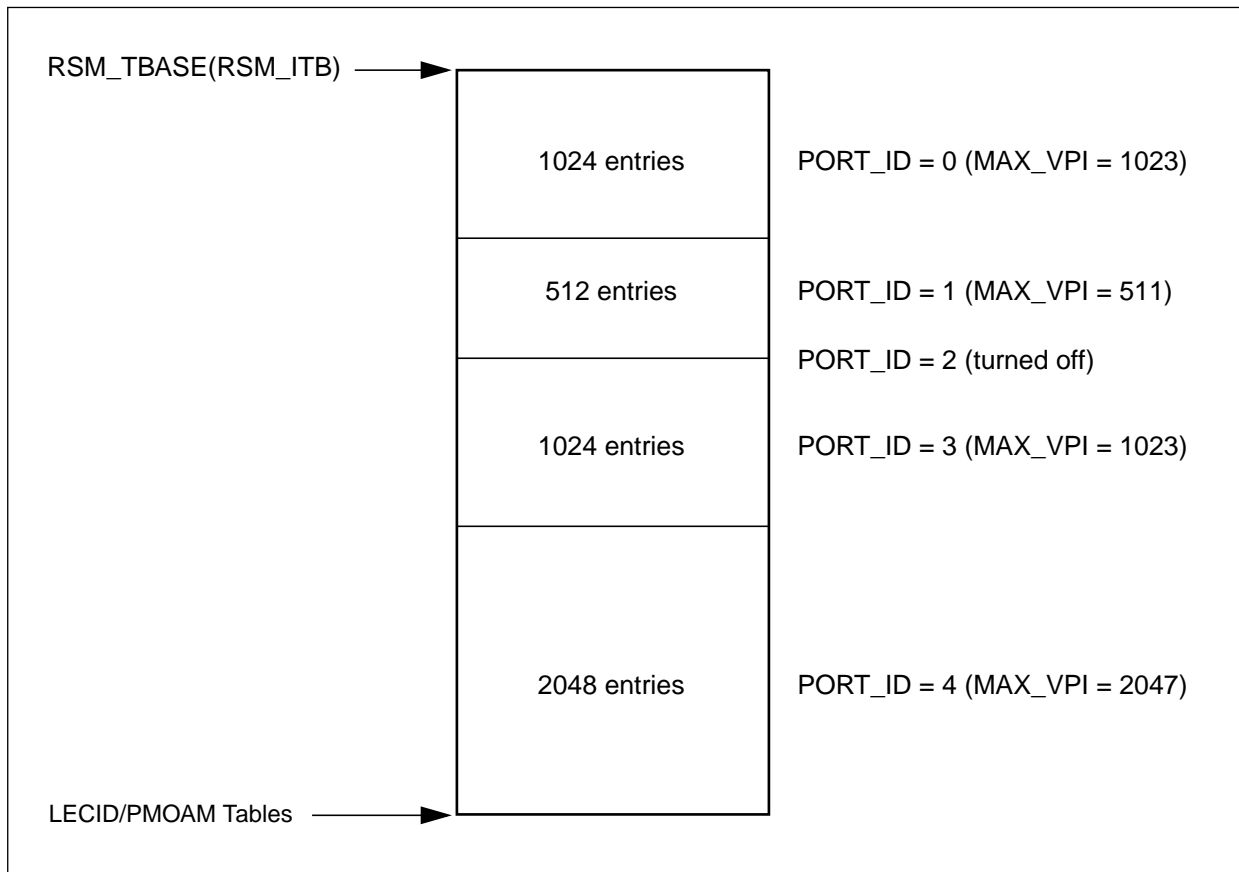 RSM_TBASE(RSM_ITB)
1024 entries
PORT_ID = 0 (MAX_VPI = 1023)
512 entries
PORT_ID = 1 (MAX_VPI = 511)
PORT_ID = 2 (turned off)
1024 entries
PORT_ID = 3 (MAX_VPI = 1023)
2048 entries
PORT_ID = 4 (MAX_VPI = 2047)
LECID/PMOAM Tables